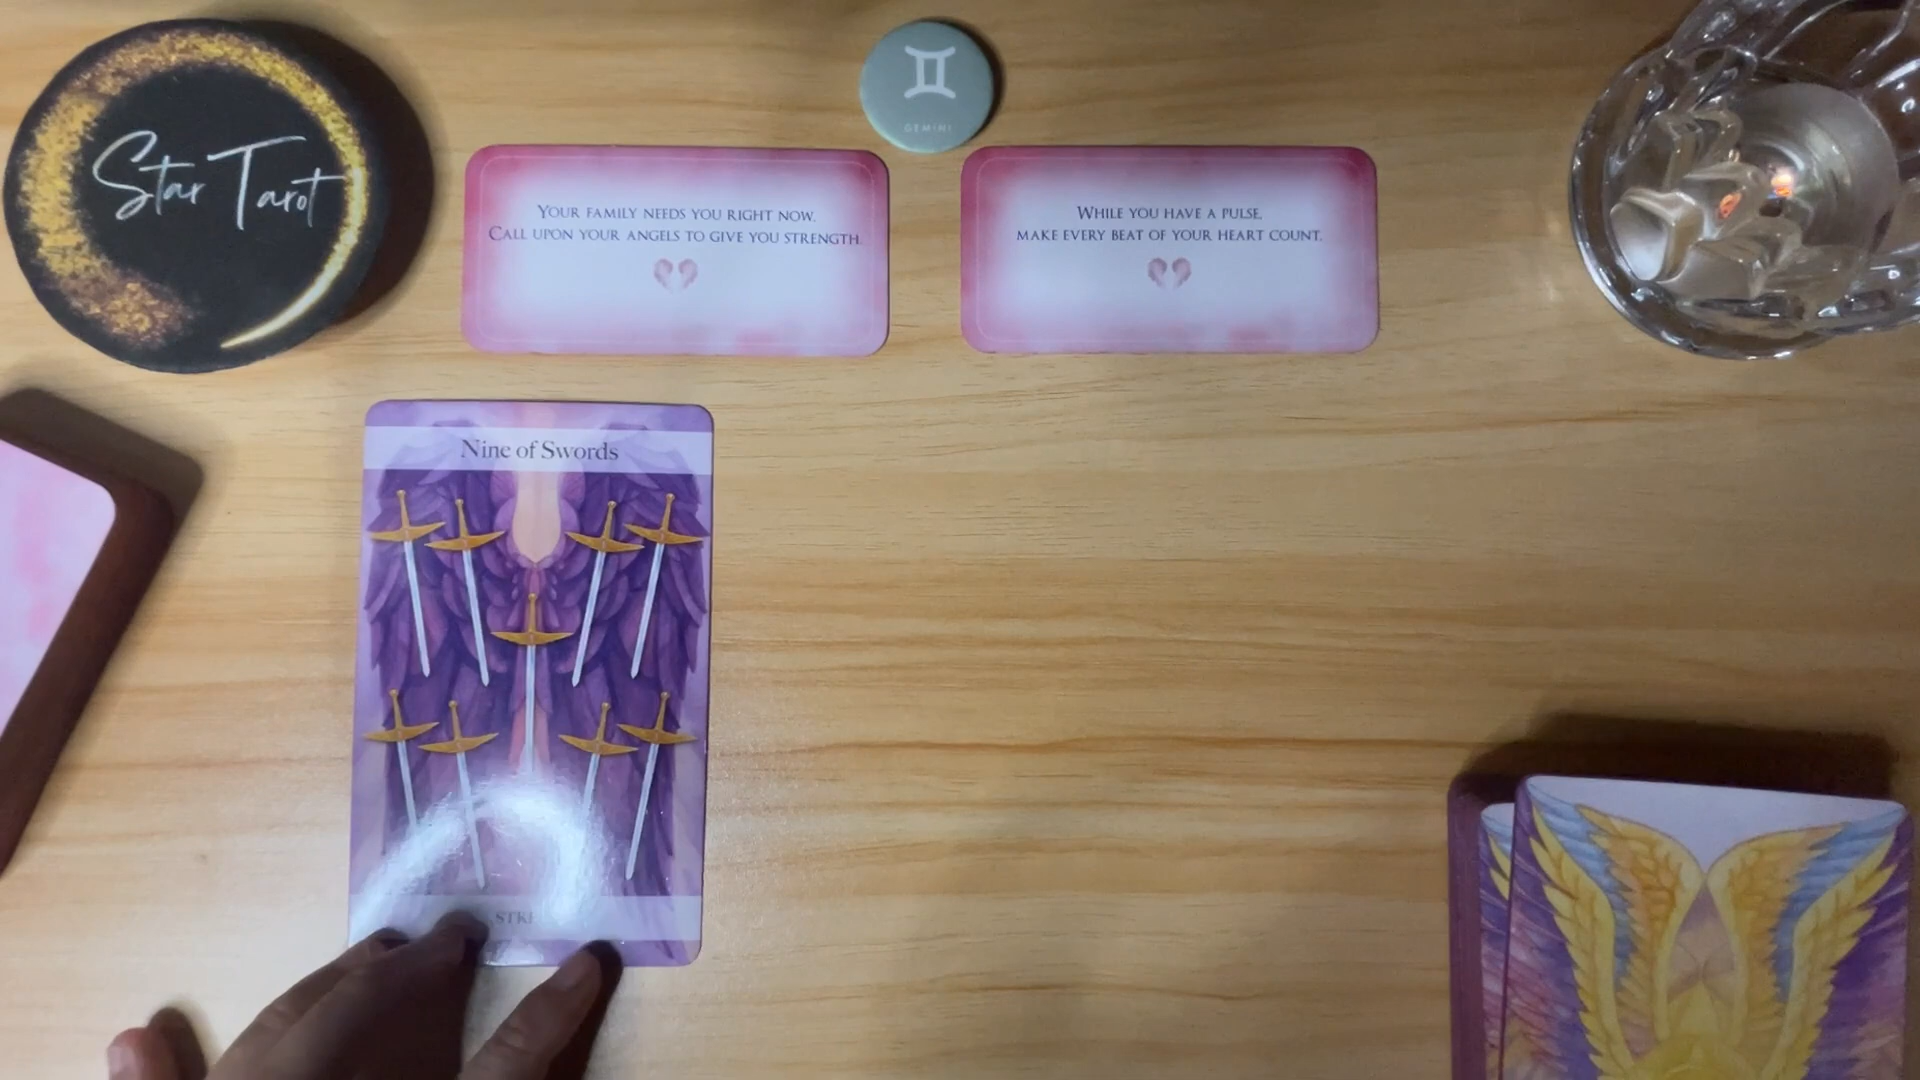 Star Tarot
GEMINI
YOUR FAMILY NEEDS YOU RIGHT NOW.
CALL UPON YOUR ANGELS TO GIVE YOU STRENGTH.
WHILE YOU HAVE A PULSE,
MAKE EVERY BEAT OF YOUR HEART COUNT.
Nine of Swords